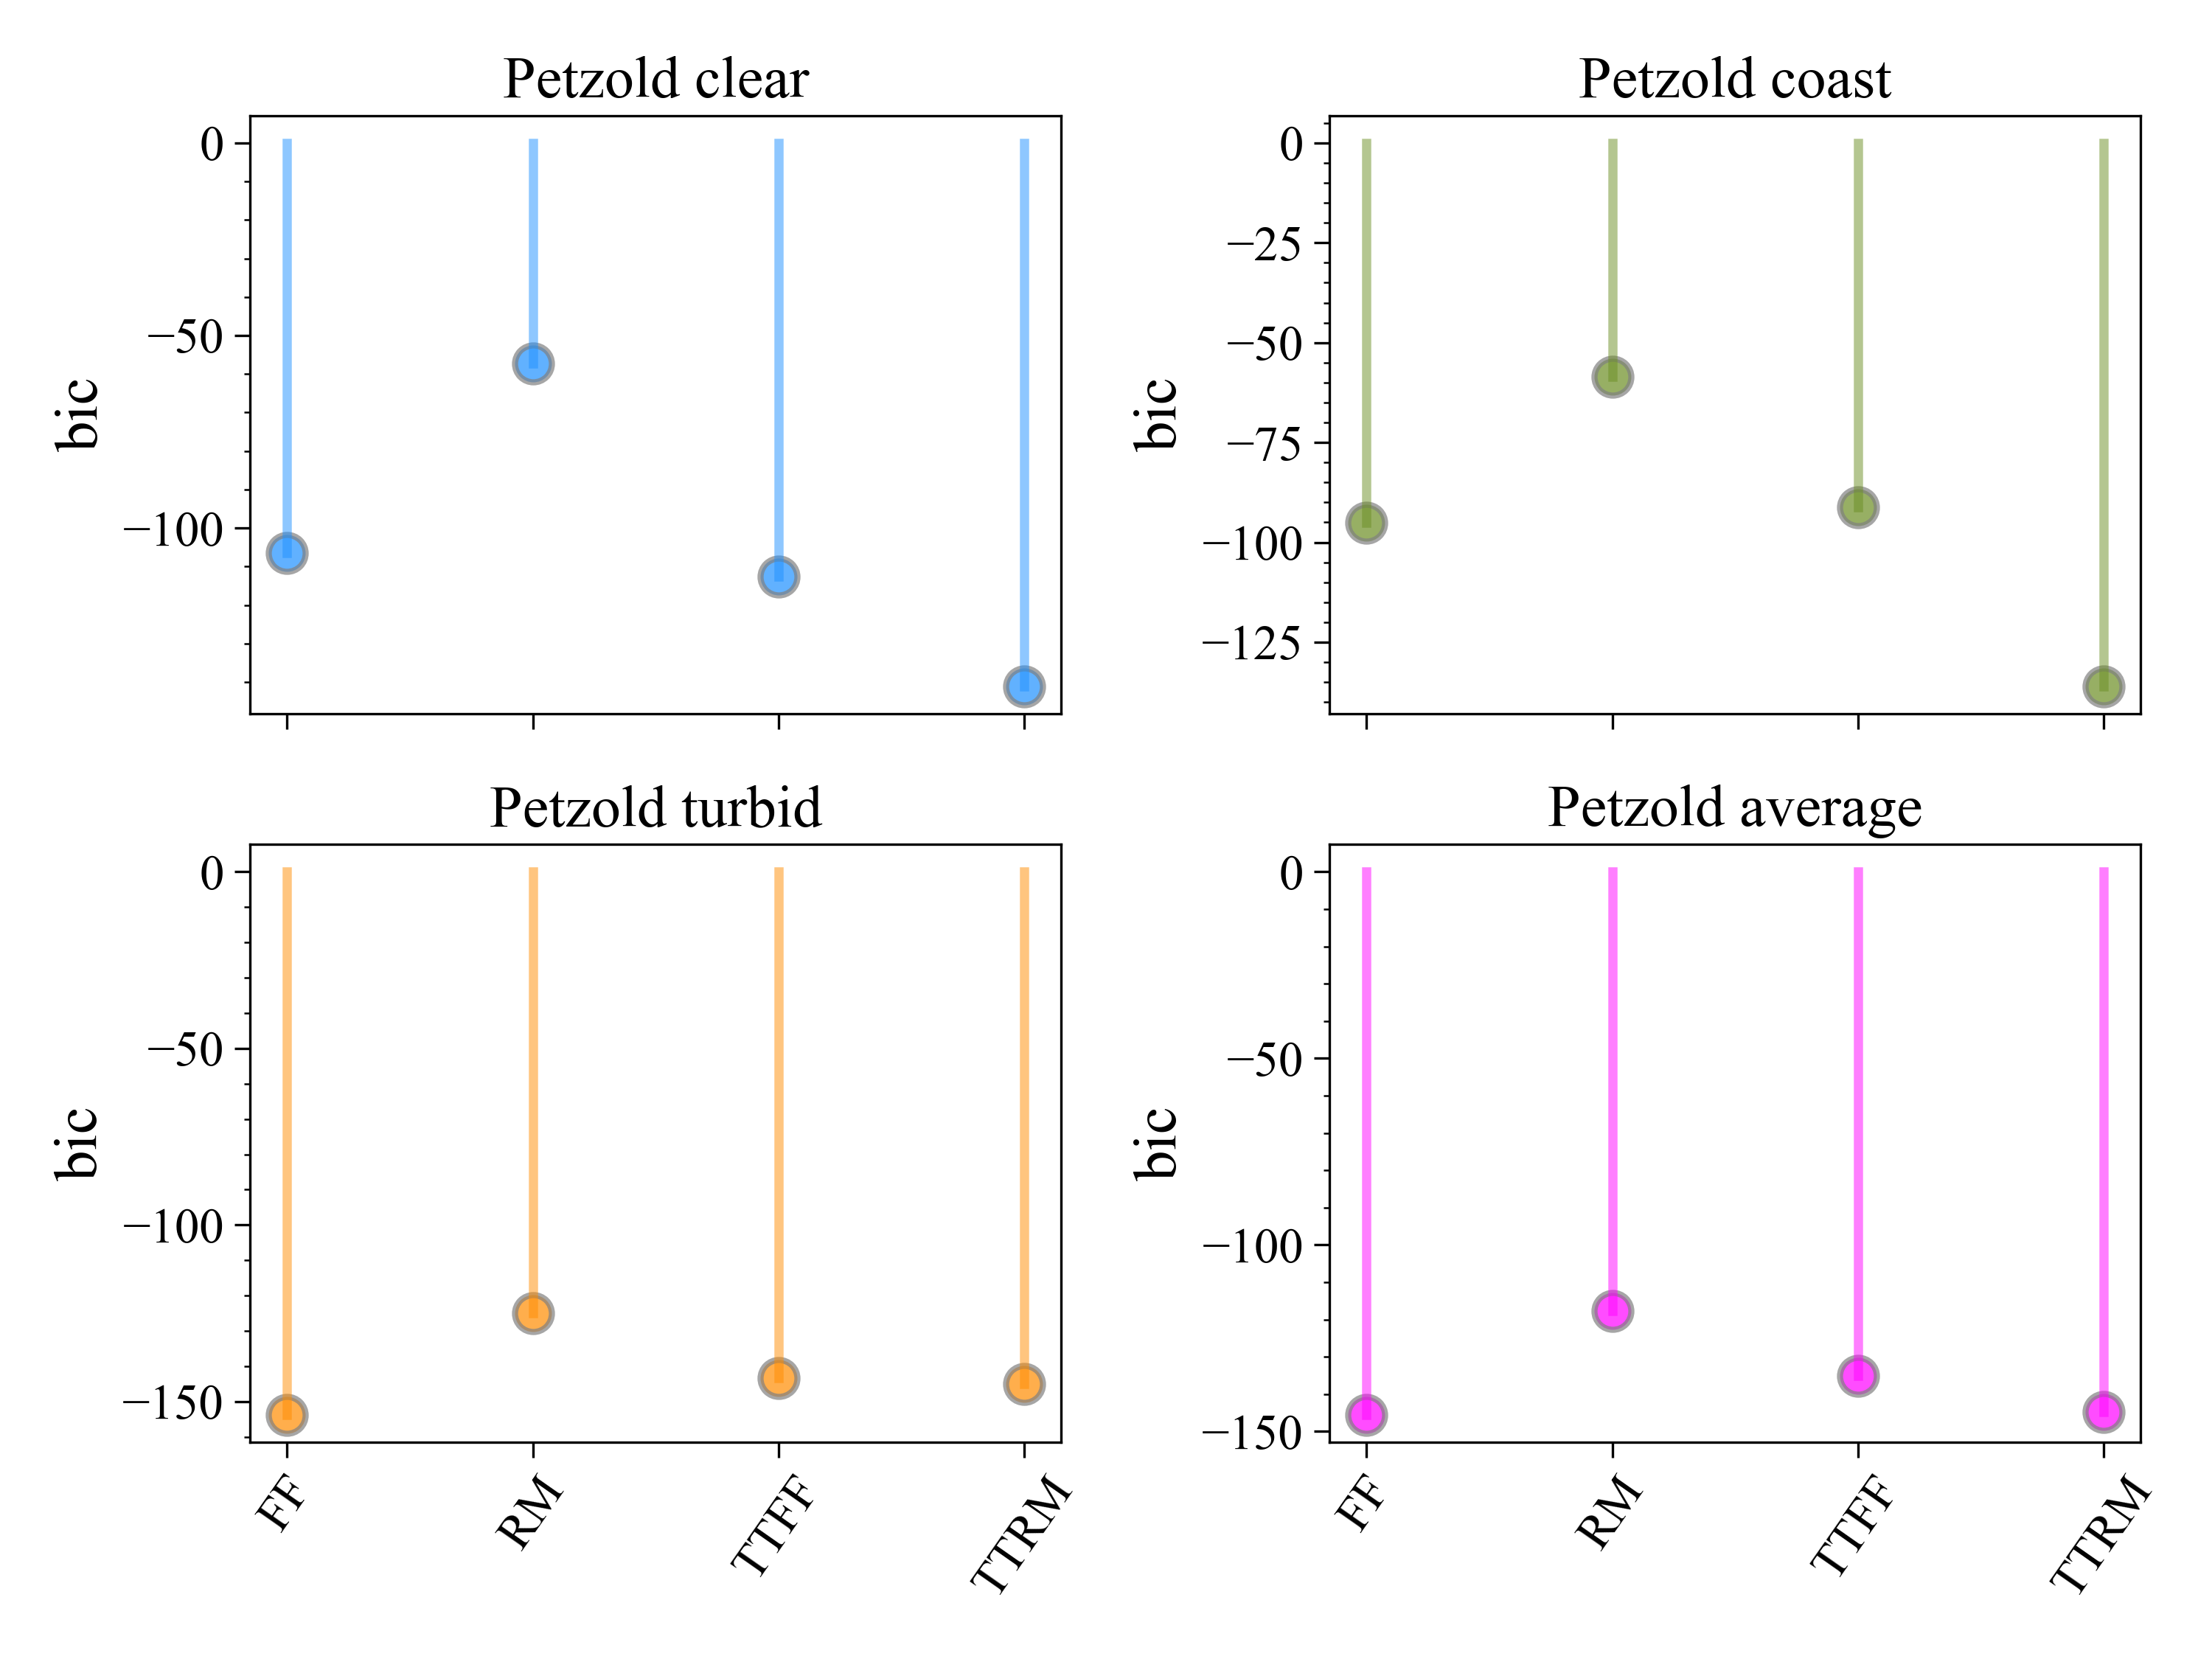 Petzold clear
0
−50
−100
bic
Petzold coast
0
−25
−50
−75
−100
−125
bic
Petzold turbid
0
−50
−100
−150
bic
FF
RM
TTFF
TTRM
Petzold average
0
−50
−100
−150
bic
FF
RM
TTFF
TTRM